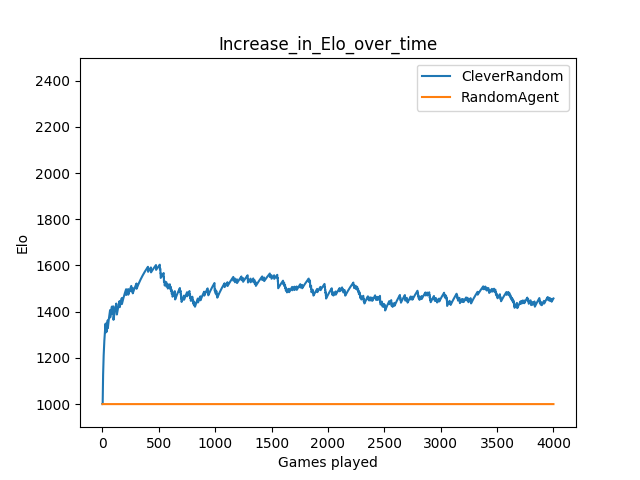 Increase_in_Elo_over_time
CleverRandom
RandomAgent
2400
2200
2000
1800
1600
1400
1200
1000
Elo
0 500 1000 1500 2000 2500 3000 3500 4000
Games played